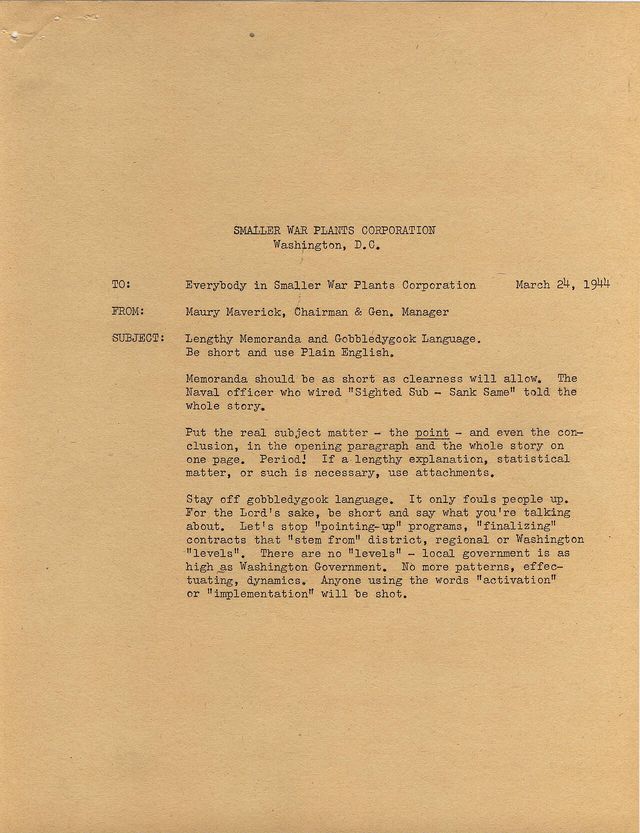 SMALLER WAR PLANTS CORPORATION
Washington, D.C.
TO: Everybody in Smaller War Plants Corporation March 24, 1944
FROM: Maury Maverick, Chairman & Gen. Manager
SUBJECT: Lengthy Memoranda and Gobbledygook Language.
Be short and use Plain English.
Memoranda should be as short as clearness will allow. The
Naval officer who wired "Sighted Sub - Sank Same" told the
whole story.
Put the real subject matter - the point - and even the con-
clusion, in the opening paragraph and the whole story on
one page. Period! If a lengthy explanation, statistical
matter, or such is necessary, use attachments.
Stay off gobbledygook language. It only fouls people up.
For the Lord's sake, be short and say what you're talking
about. Let's stop "pointing-up" programs, "finalizing"
contracts that "stem from" district, regional or Washington
"levels". There are no "levels" - local government is as
high as Washington Government. No more patterns, effec-
tuating, dynamics. Anyone using the words "activation"
or "implementation" will be shot.